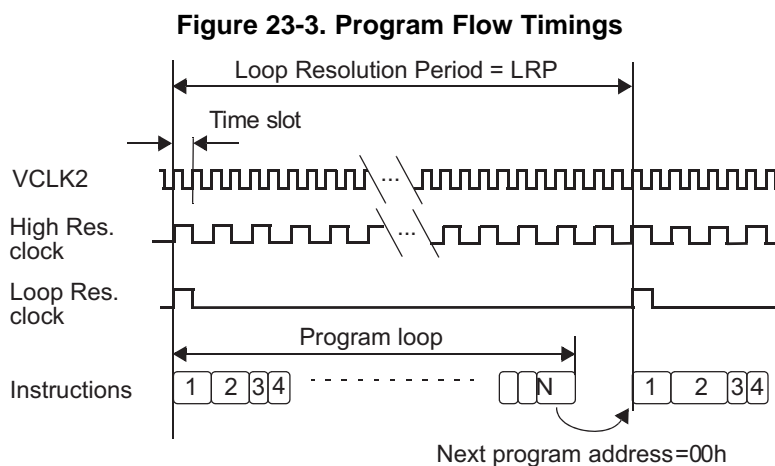 Figure 23-3. Program Flow Timings
Loop Resolution Period = LRP
Time slot
VCLK2
...
High Res.
clock
...
Loop Res.
clock
Program loop
Instructions
1 2 3 4
N
1 2 3 4
Next program address=00h